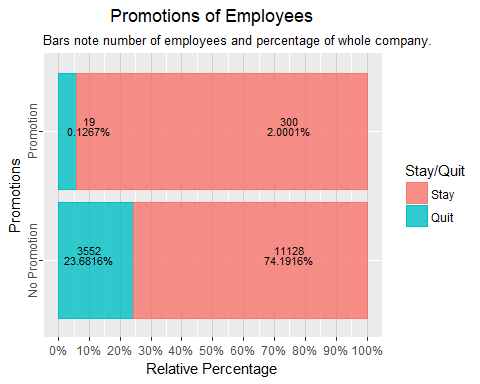 Promotions of Employees
Bars note number of employees and percentage of whole company.
Promotions
Promotion
19
0.1267%
300
2.0001%
No Promotion
3552
23.6816%
11128
74.1916%
0% 10% 20% 30% 40% 50% 60% 70% 80% 90% 100%
Relative Percentage
Stay/Quit
Stay
Quit